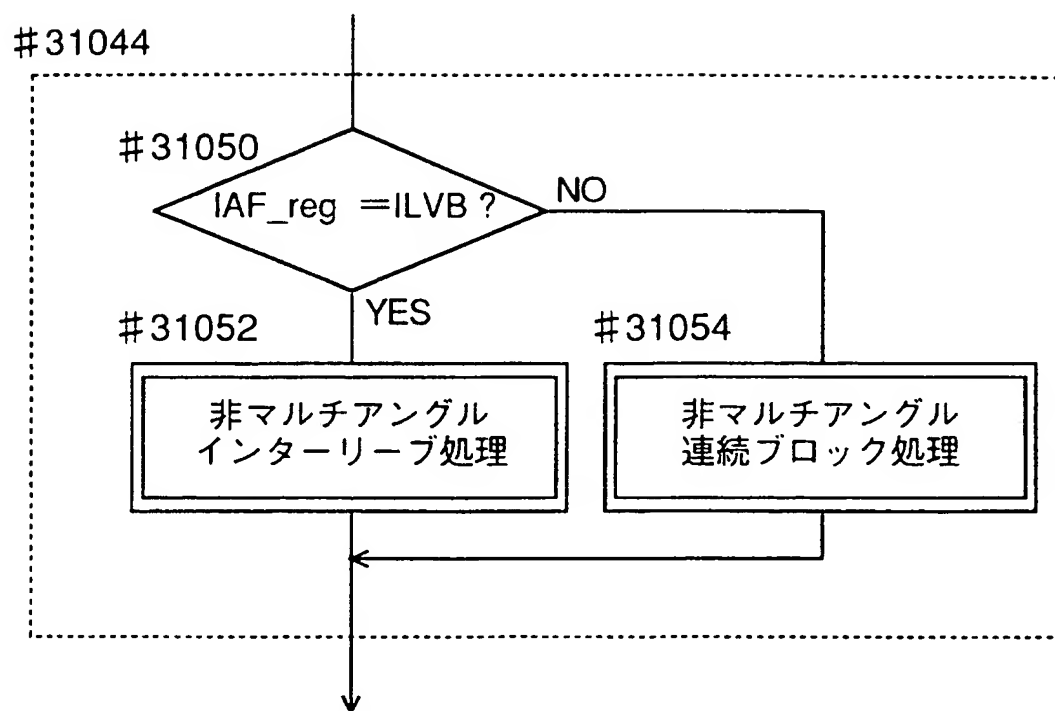 #31044
#31050
IAF_reg =ILVB ?
NO
YES
#31052
#31054
非マルチアングル
インターリーブ処理
非マルチアングル
連続ブロック処理